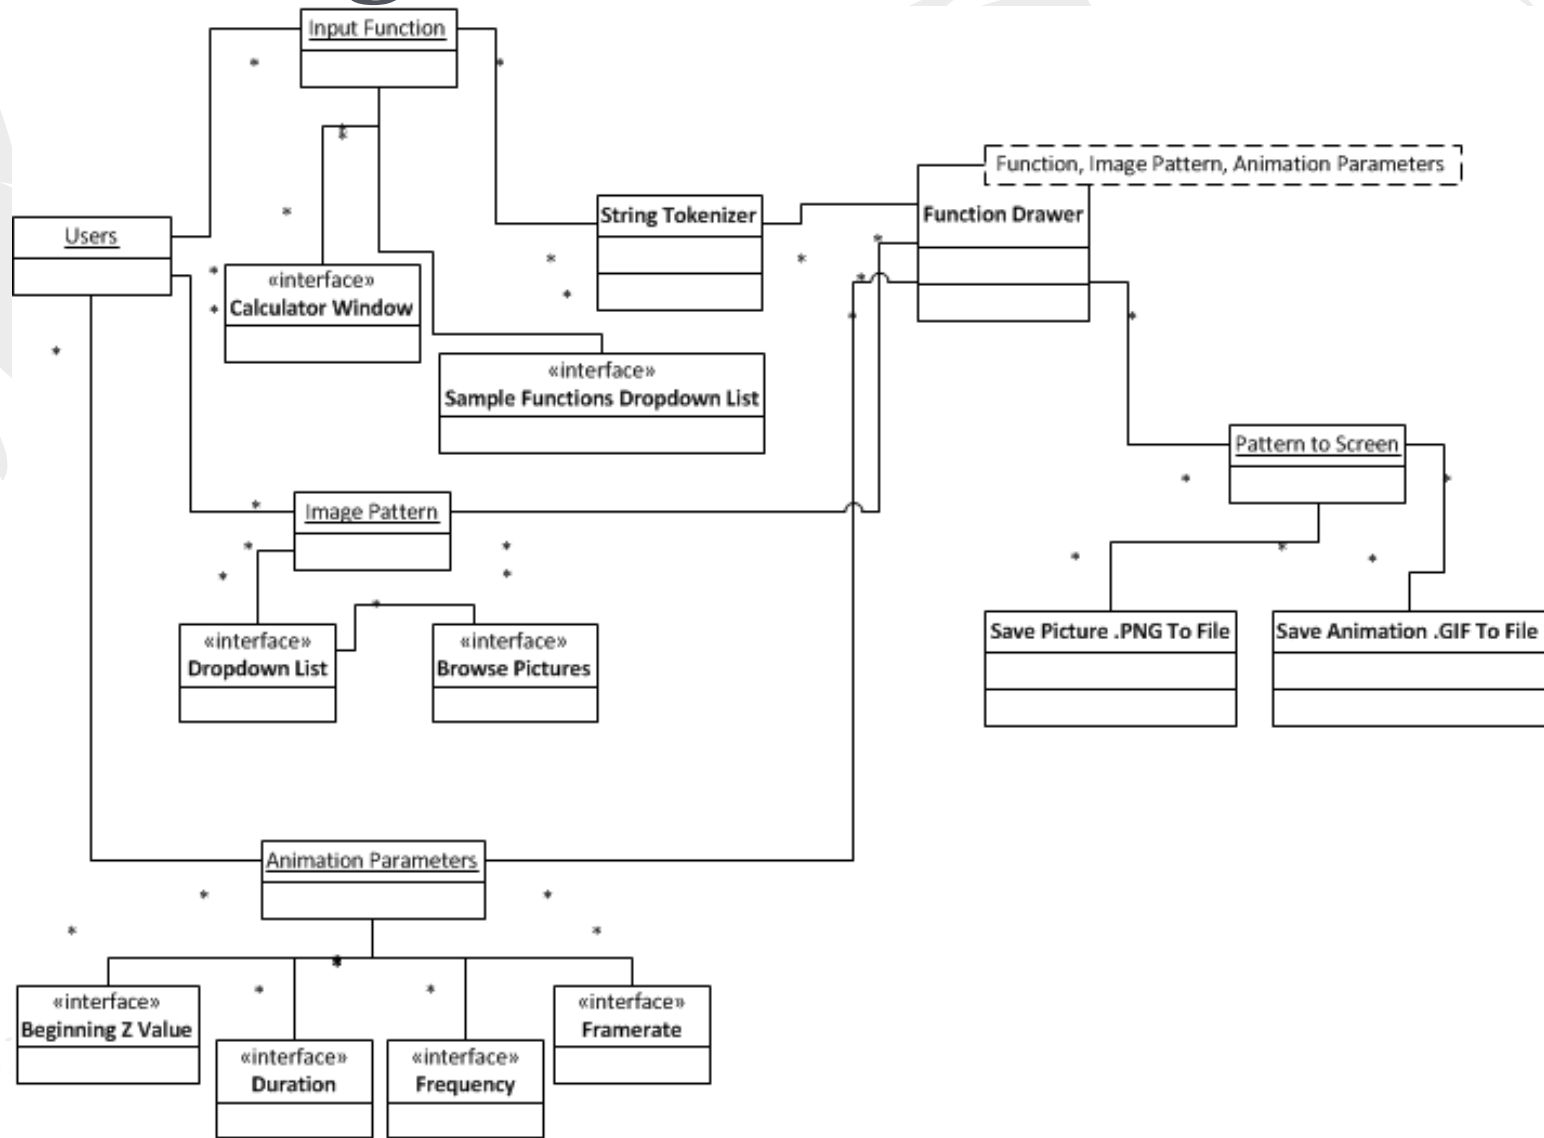 Input Function
Function, Image Pattern, Animation Parameters
String Tokenizer
Function Drawer
Users
«interface»
Calculator Window
«interface»
Sample Functions Dropdown List
Pattern to Screen
Image Pattern
«interface»
Dropdown List
«interface»
Browse Pictures
Save Picture .PNG To File
Save Animation .GIF To File
Animation Parameters
«interface»
Beginning Z Value
«interface»
Duration
«interface»
Frequency
«interface»
Framerate